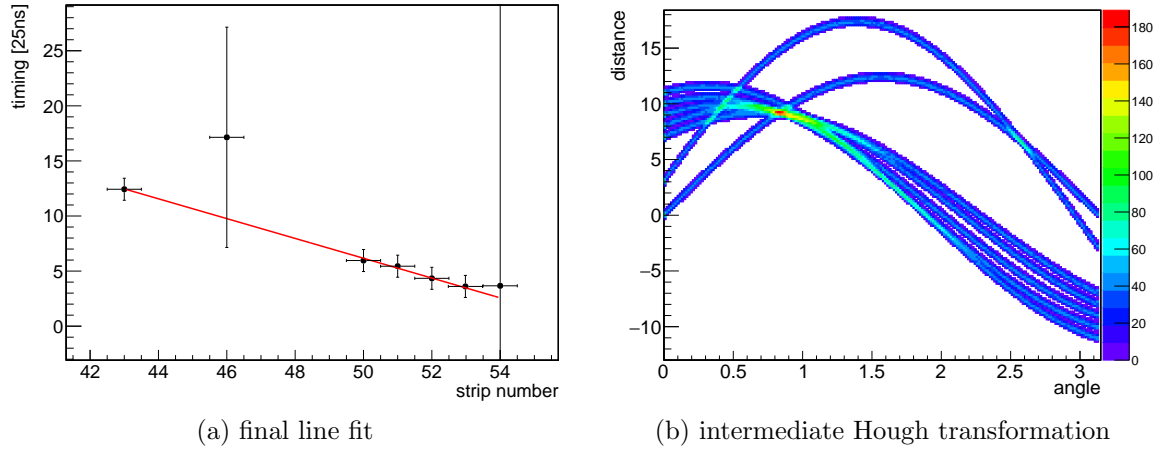 timing [25ns]
25
20
15
10
5
0
42 44 46 48 50 52 54
strip number
(a) final line fit
distance
15
10
5
0
−5
−10
0 0.5 1 1.5 2 2.5 3
angle
180
160
140
120
100
80
60
40
20
0
(b) intermediate Hough transformation